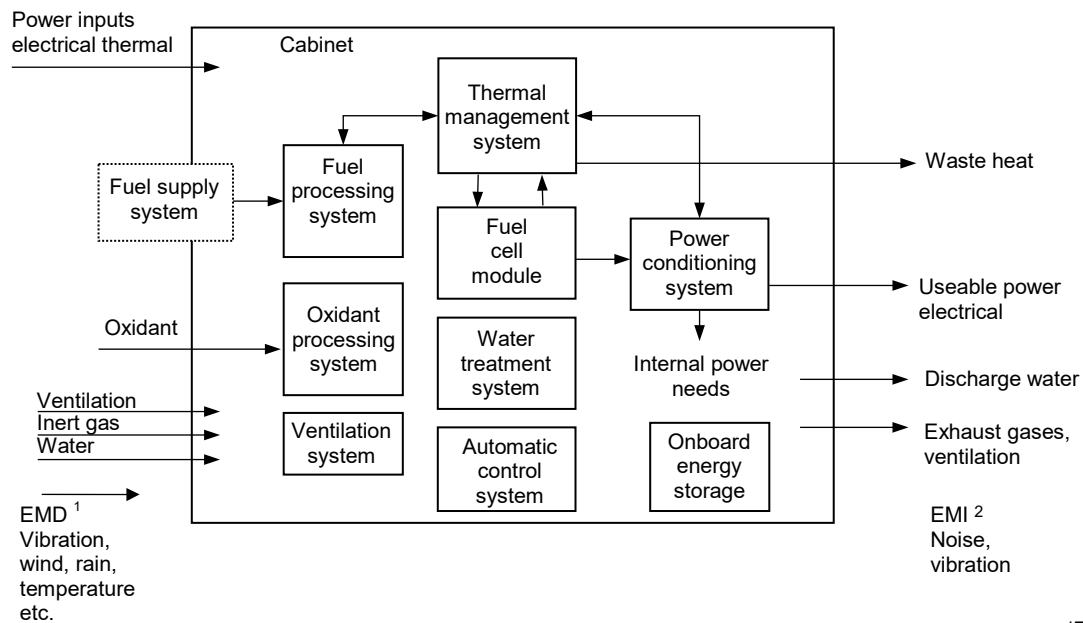 Power inputs
electrical thermal
Cabinet
Thermal
management
system
Fuel supply
system
Fuel
processing
system
Waste heat
Fuel
cell
module
Power
conditioning
system
Useable power
electrical
Oxidant
Oxidant
processing
system
Water
treatment
system
Internal power
needs
Discharge water
Ventilation
Inert gas
Water
Ventilation
system
Automatic
control
system
Onboard
energy
storage
Exhaust gases,
ventilation
EMD 1
Vibration,
wind, rain,
temperature
etc.
EMI 2
Noise,
vibration